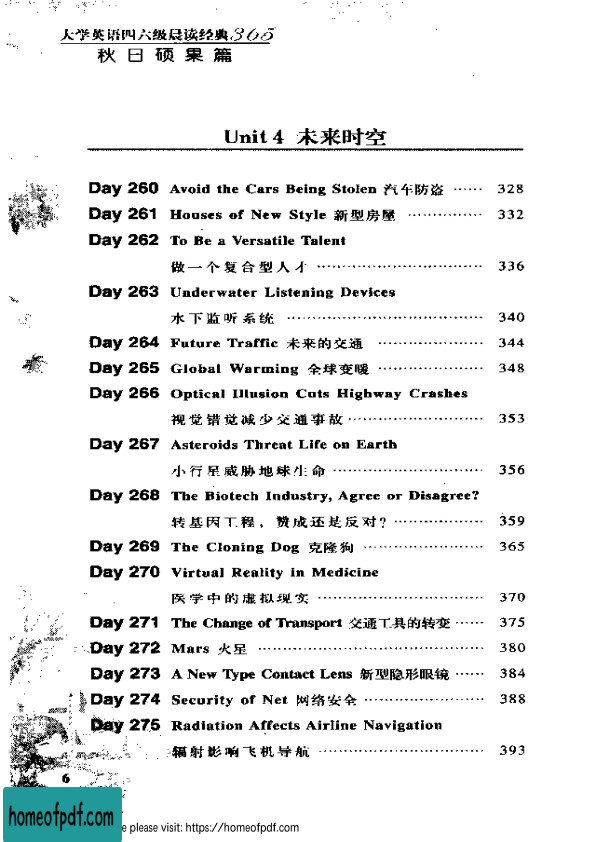 大学英语四六级晨读经典365
秋日硕果篇
Unit 4 未来时空
Day 260 Avoid the Cars Being Stolen 汽车防盗 …… 328
Day 261 Houses of New Style 新型房屋 …………… 332
Day 262 To Be a Versatile Talent
做一个复合型人才 …………………………… 336
Day 263 Underwater Listening Devices
水下监听系统 ………………………………… 340
Day 264 Future Traffic 未来的交通 ………………… 344
Day 265 Global Warming 全球变暖 ………………… 348
Day 266 Optical Illusion Cuts Highway Crashes
视觉错觉减少交通事故 ……………………… 353
Day 267 Asteroids Threat Life on Earth
小行星威胁地球生命 ………………………… 356
Day 268 The Biotech Industry, Agree or Disagree?
转基因工程，赞成还是反对? ……………… 359
Day 269 The Cloning Dog 克隆狗 …………………… 365
Day 270 Virtual Reality in Medicine
医学中的虚拟现实 …………………………… 370
Day 271 The Change of Transport 交通工具的转变 …… 375
Day 272 Mars 火星 ……………………………………… 380
Day 273 A New Type Contact Lens 新型隐形眼镜 …… 384
Day 274 Security of Net 网络安全 …………………… 388
Day 275 Radiation Affects Airline Navigation
辐射影响飞机导航 …………………………… 393
6
homeofpdf.com
e please visit: https://homeofpdf.com